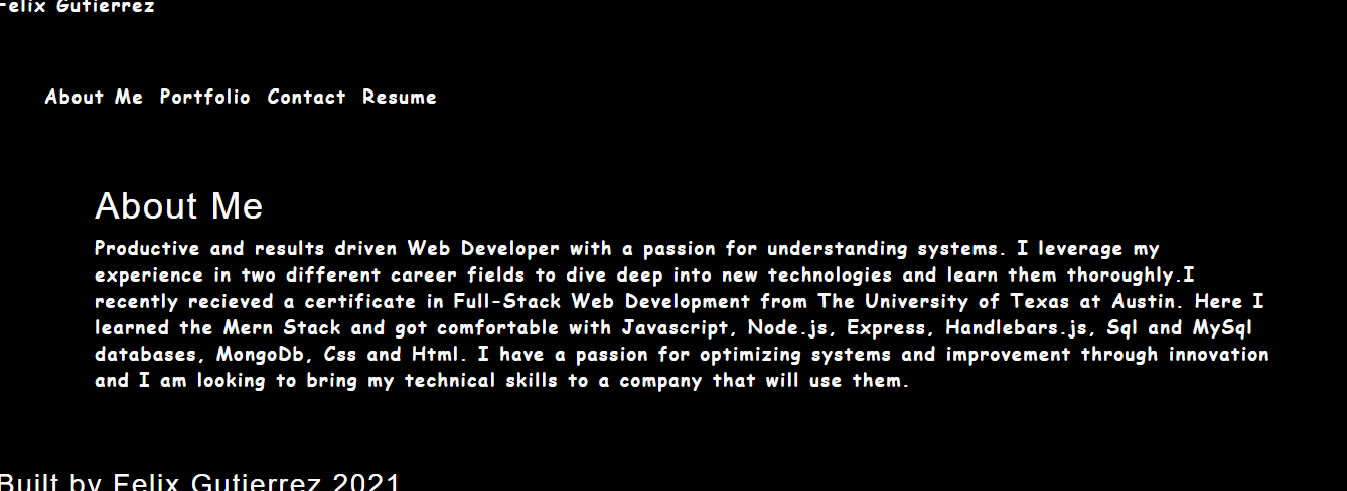 Felix Gutierrez
About Me Portfolio Contact Resume
About Me
Productive and results driven Web Developer with a passion for understanding systems. I leverage my
experience in two different career fields to dive deep into new technologies and learn them thoroughly.I
recently recieved a certificate in Full-Stack Web Development from The University of Texas at Austin. Here I
learned the Mern Stack and got comfortable with Javascript, Node.js, Express, Handlebars.js, Sql and MySql
databases, MongoDb, Css and Html. I have a passion for optimizing systems and improvement through innovation
and I am looking to bring my technical skills to a company that will use them.
Built by Felix Gutierrez 2021